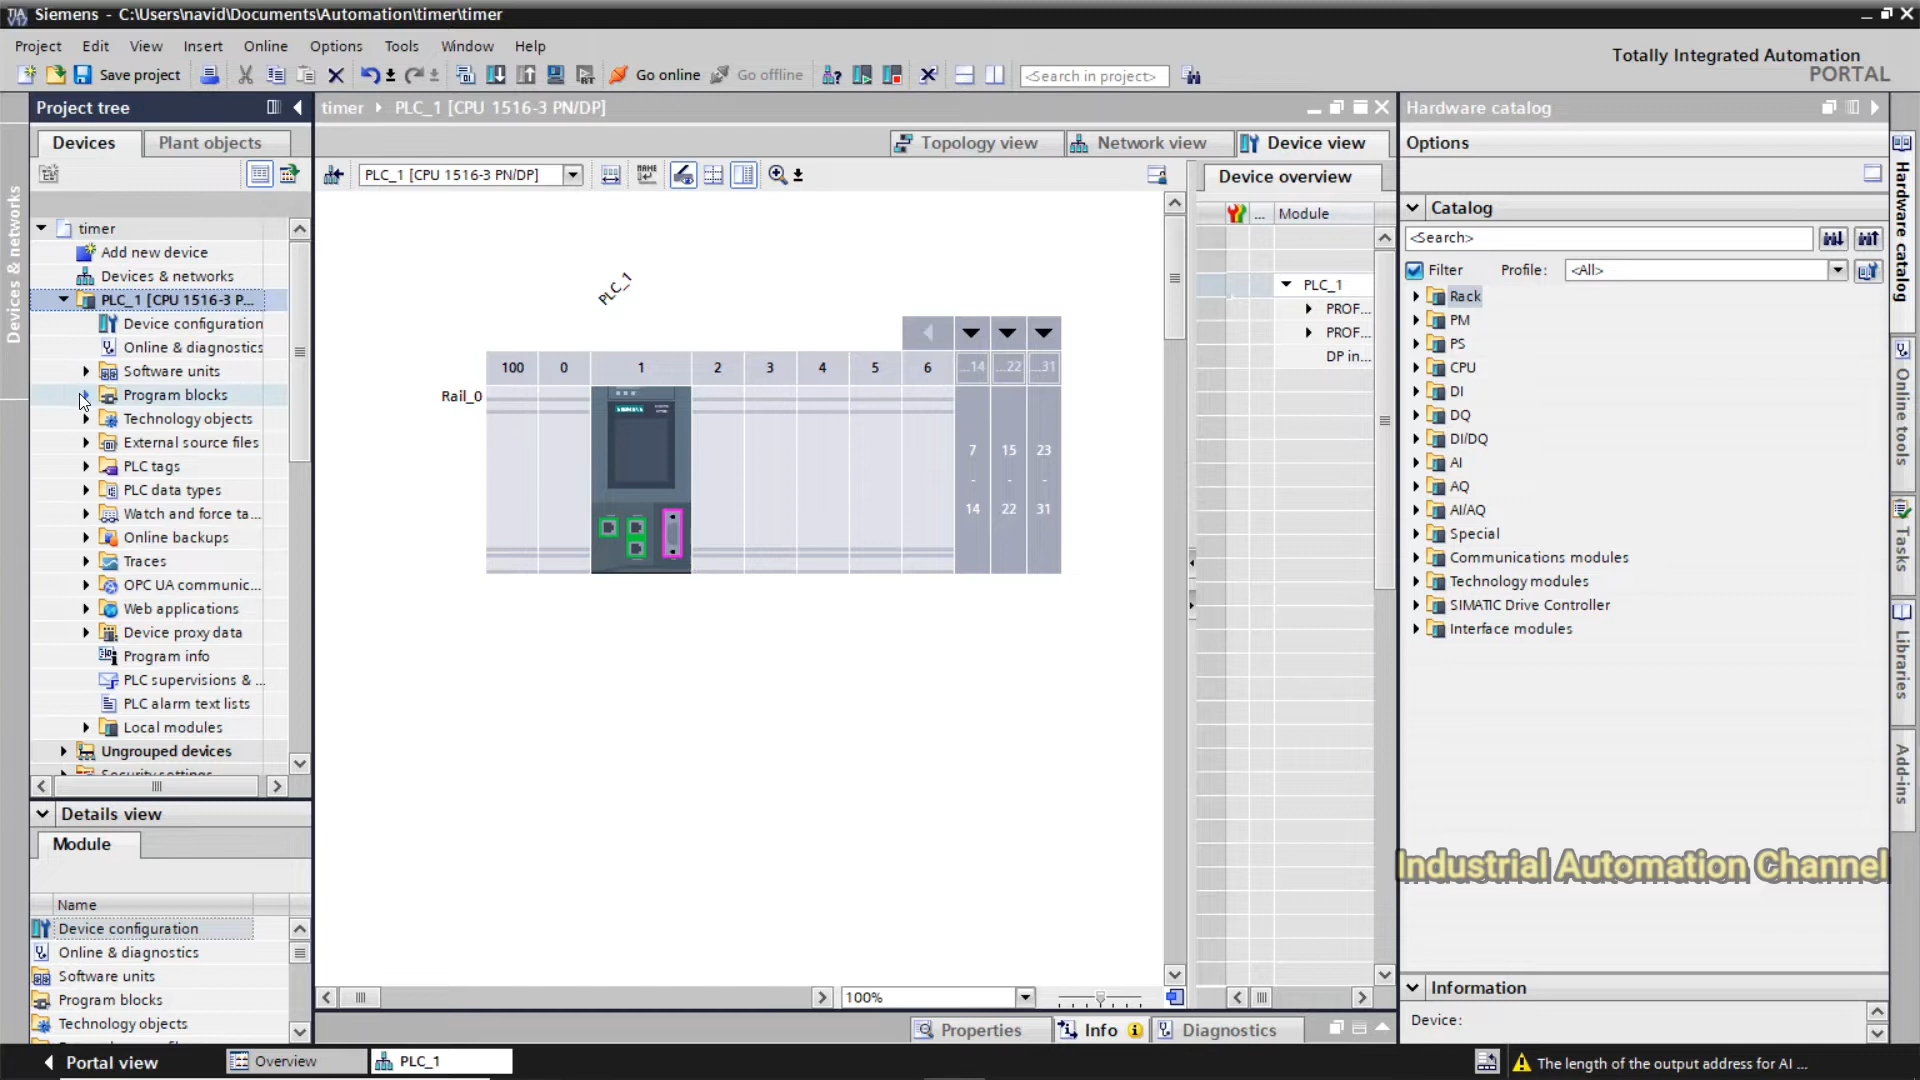 Siemens - C:\Users\navid\Documents\Automation\timer\timer
Project Edit View Insert Online Options Tools Window Help
Totally Integrated Automation
PORTAL
Save project
Go online
Go offline
<Search in project>
Project tree
Devices
Plant objects
timer
Add new device
Devices & networks
PLC_1 [CPU 1516-3 P...
Device configuration
Online & diagnostics
Software units
Program blocks
Technology objects
External source files
PLC tags
PLC data types
Watch and force ta...
Online backups
Traces
OPC UA communic...
Web applications
Device proxy data
Program info
PLC supervisions & ...
PLC alarm text lists
Local modules
Ungrouped devices
Security settings
Details view
Module
Name
Device configuration
Online & diagnostics
Software units
Program blocks
Technology objects
Devices & networks
timer PLC_1 [CPU 1516-3 PN/DP]
Topology view
Network view
Device view
PLC_1 [CPU 1516-3 PN/DP]
PLC_1
100 0 1 2 3 4 5 6 ...14 ...22 ...31
Rail_0
SIEMENS
7 15 23
- - -
14 22 31
100%
Device overview
... Module
PLC_1
PROF...
PROF...
DP in...
Properties
Info
Diagnostics
Hardware catalog
Options
Catalog
<Search>
Filter
Profile: <All>
Rack
PM
PS
CPU
DI
DQ
DI/DQ
AI
AQ
AI/AQ
Special
Communications modules
Technology modules
SIMATIC Drive Controller
Interface modules
Industrial Automation Channel
Information
Device:
Hardware catalog
Online tools
Tasks
Libraries
Add-ins
Portal view
Overview
PLC_1
The length of the output address for AI ...